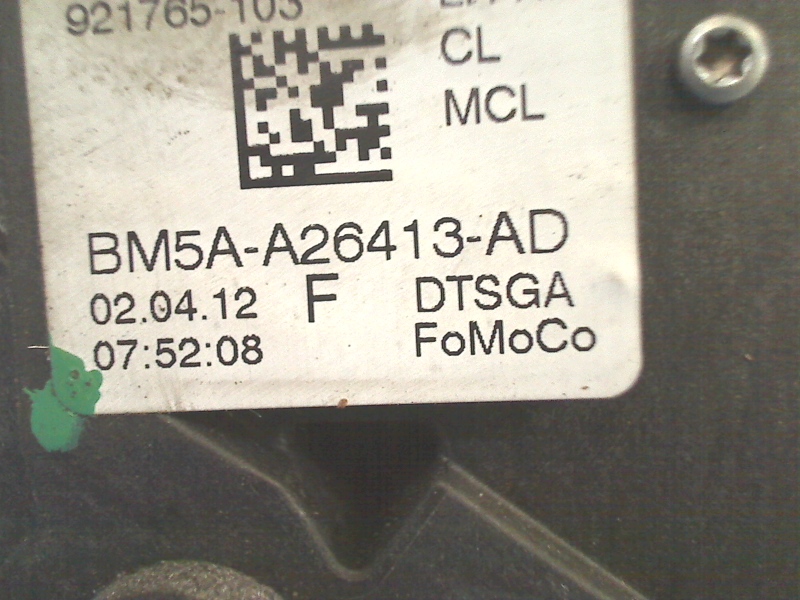 921765-103
CL
MCL
BM5A-A26413-AD
02.04.12 F DTSGA
07:52:08 FoMoCo